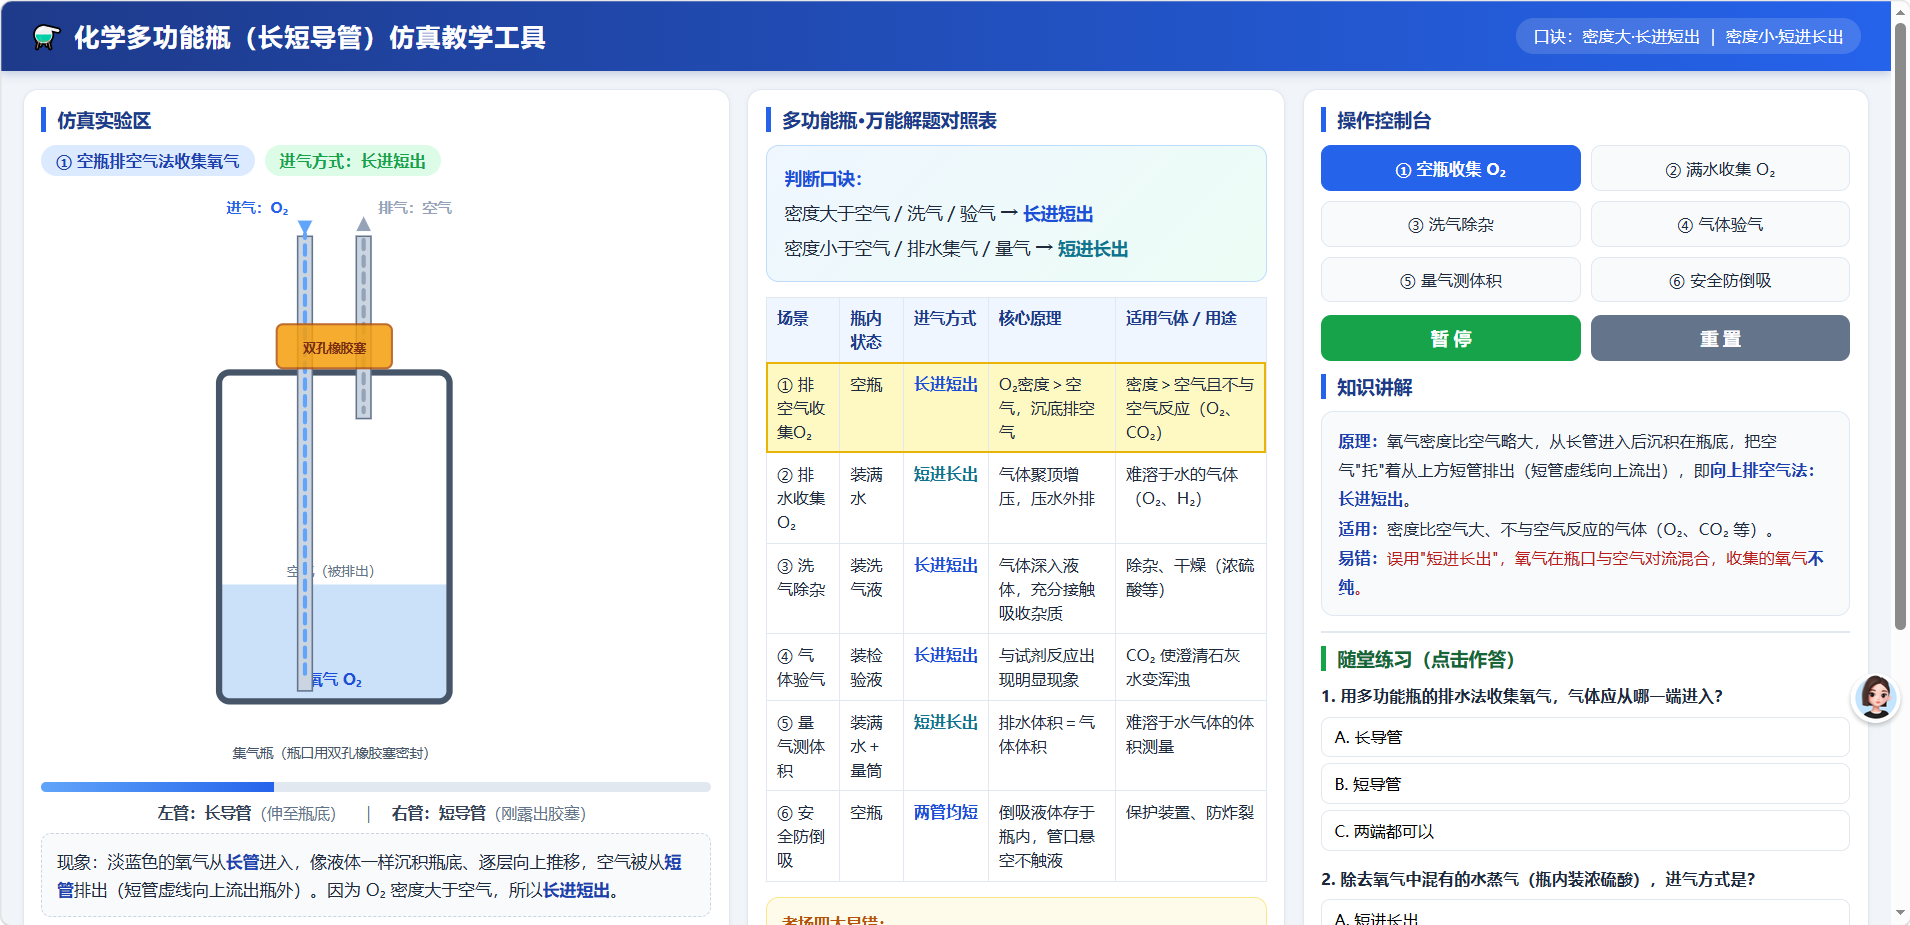 化学多功能瓶（长短导管）仿真教学工具
口诀：密度大·长进短出 | 密度小·短进长出
仿真实验区
① 空瓶排空气法收集氧气
进气方式：长进短出
进气：O₂
排气：空气
双孔橡胶塞
（被排出）
氧气 O₂
集气瓶（瓶口用双孔橡胶塞密封）
左管：长导管（伸至瓶底） | 右管：短导管（刚露出胶塞）
现象：淡蓝色的氧气从长管进入，像液体一样沉积瓶底、逐层向上推移，空气被从短
管排出（短管虚线向上流出瓶外）。因为 O₂ 密度大于空气，所以长进短出。
多功能瓶·万能解题对照表
判断口诀：
密度大于空气 / 洗气 / 验气 → 长进短出
密度小于空气 / 排水集气 / 量气 → 短进长出
场景
瓶内
状态
进气方式
核心原理
适用气体 / 用途
① 排
空气收
集O₂
空瓶
长进短出
O₂密度＞空
气，沉底排空
气
密度＞空气且不与
空气反应（O₂、
CO₂）
② 排
水收集
O₂
装满
水
短进长出
气体聚顶增
压，压水外排
难溶于水的气体
（O₂、H₂）
③ 洗
气除杂
装洗
气液
长进短出
气体深入液
体，充分接触
吸收杂质
除杂、干燥（浓硫
酸等）
④ 气
体验气
装检
验液
长进短出
与试剂反应出
现明显现象
CO₂ 使澄清石灰
水变浑浊
⑤ 量
气测体
积
装满
水＋
量筒
短进长出
排水体积＝气
体体积
难溶于水气体的体
积测量
⑥ 安
全防倒
吸
空瓶
两管均短
倒吸液体存于
瓶内，管口悬
空不触液
保护装置、防炸裂
考场四大易错：
操作控制台
① 空瓶收集 O₂
② 满水收集 O₂
③ 洗气除杂
④ 气体验气
⑤ 量气测体积
⑥ 安全防倒吸
暂 停
重 置
知识讲解
原理：氧气密度比空气略大，从长管进入后沉积在瓶底，把空
气"托"着从上方短管排出（短管虚线向上流出），即向上排空气法：
长进短出。
适用：密度比空气大、不与空气反应的气体（O₂、CO₂ 等）。
易错：误用"短进长出"，氧气在瓶口与空气对流混合，收集的氧气不
纯。
随堂练习（点击作答）
1. 用多功能瓶的排水法收集氧气，气体应从哪一端进入？
A. 长导管
B. 短导管
C. 两端都可以
2. 除去氧气中混有的水蒸气（瓶内装浓硫酸），进气方式是？
A. 短进长出